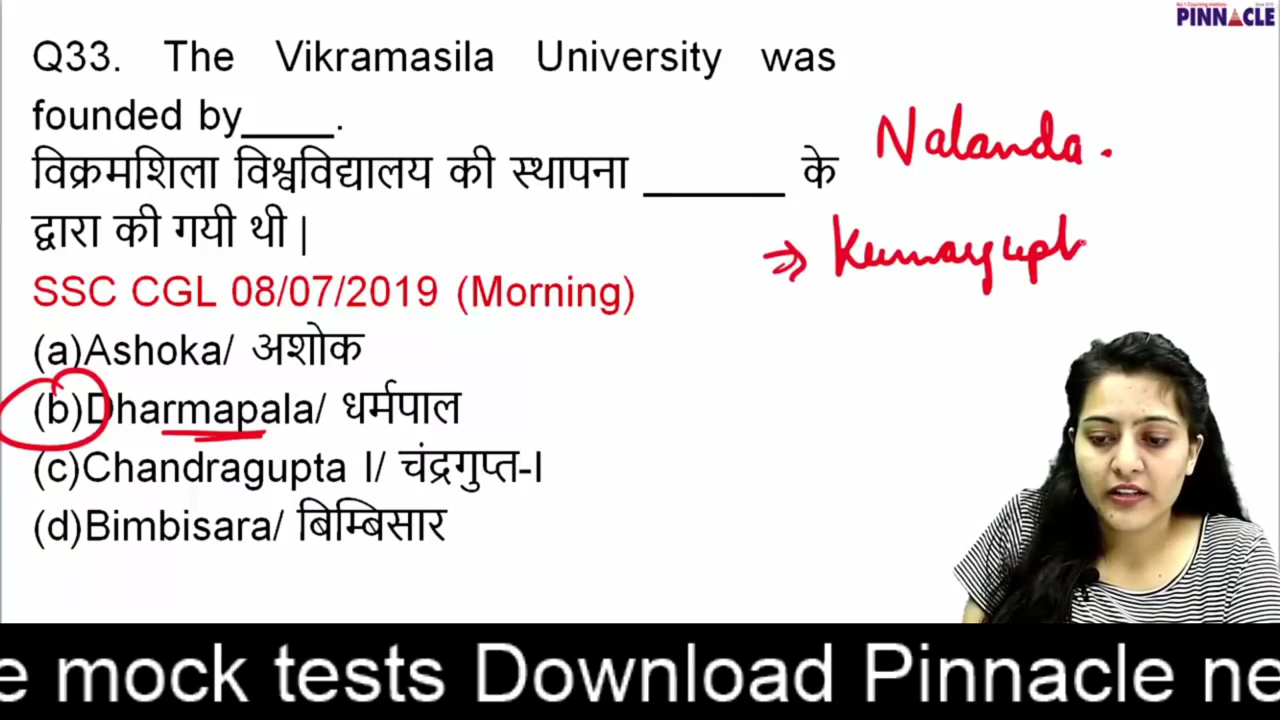 PINNACLE
Q33. The Vikramasila University was
founded by____.
विक्रमशिला विश्वविद्यालय की स्थापना ______ के
द्वारा की गयी थी |
SSC CGL 08/07/2019 (Morning)
(a)Ashoka/ अशोक
(b)Dharmapala/ धर्मपाल
(c)Chandragupta I/ चंद्रगुप्त-I
(d)Bimbisara/ बिम्बिसार
Nalanda.
⇒ Kumargupt
e mock tests Download Pinnacle ne